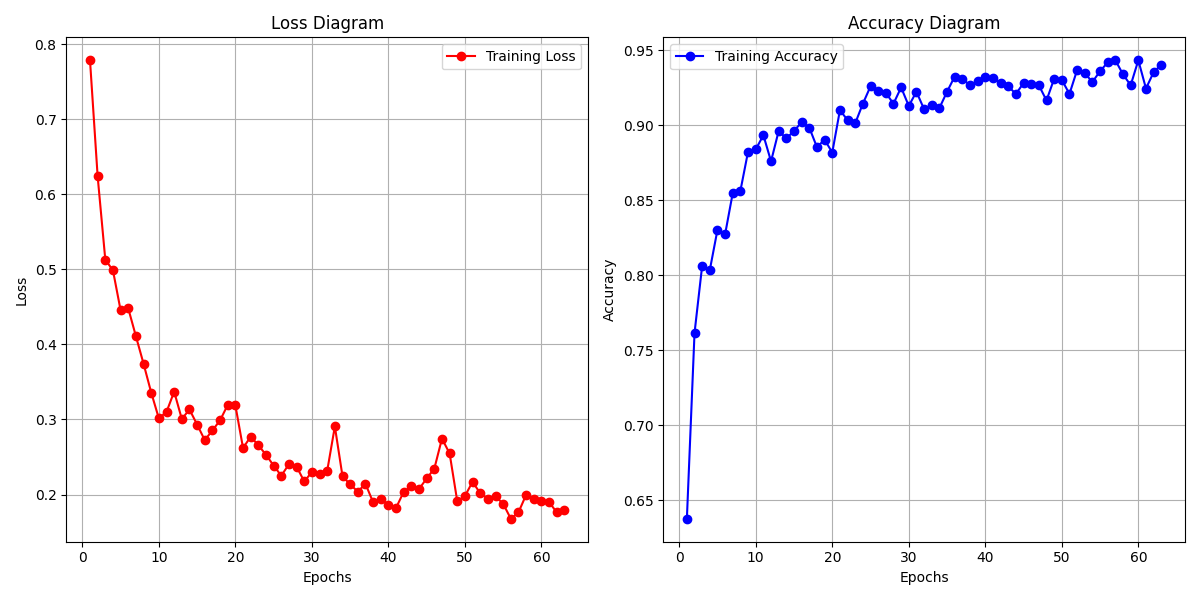 Loss Diagram
Training Loss
0.8
0.7
0.6
0.5
0.4
0.3
0.2
Loss
0 10 20 30 40 50 60
Epochs
Accuracy Diagram
Training Accuracy
0.95
0.90
0.85
0.80
0.75
0.70
0.65
Accuracy
0 10 20 30 40 50 60
Epochs